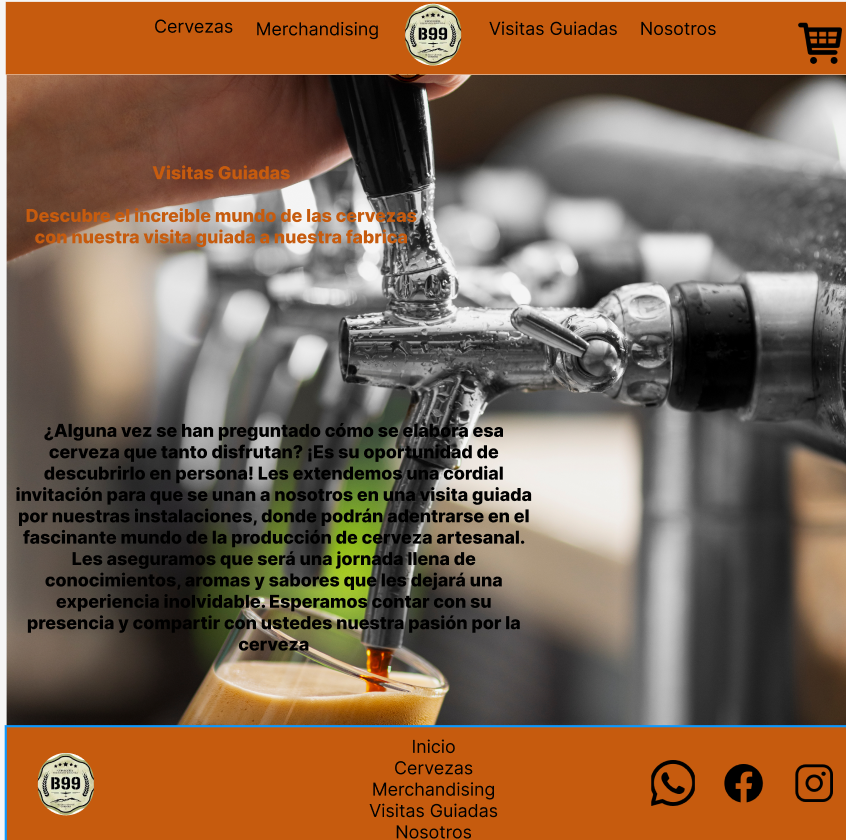 Cervezas
Merchandising
B99
Visitas Guiadas
Nosotros
Visitas Guiadas
Descubre el increible mundo de las cervezas
con nuestra visita guiada a nuestra fabrica
¿Alguna vez se han preguntado cómo se elabora esa
cerveza que tanto disfrutan? ¡Es su oportunidad de
descubrirlo en persona! Les extendemos una cordial
invitación para que se unan a nosotros en una visita guiada
por nuestras instalaciones, donde podrán adentrarse en el
fascinante mundo de la producción de cerveza artesanal.
Les aseguramos que será una jornada llena de
conocimientos, aromas y sabores que les dejará una
experiencia inolvidable. Esperamos contar con su
presencia y compartir con ustedes nuestra pasión por la
cerveza
B99
Inicio
Cervezas
Merchandising
Visitas Guiadas
Nosotros